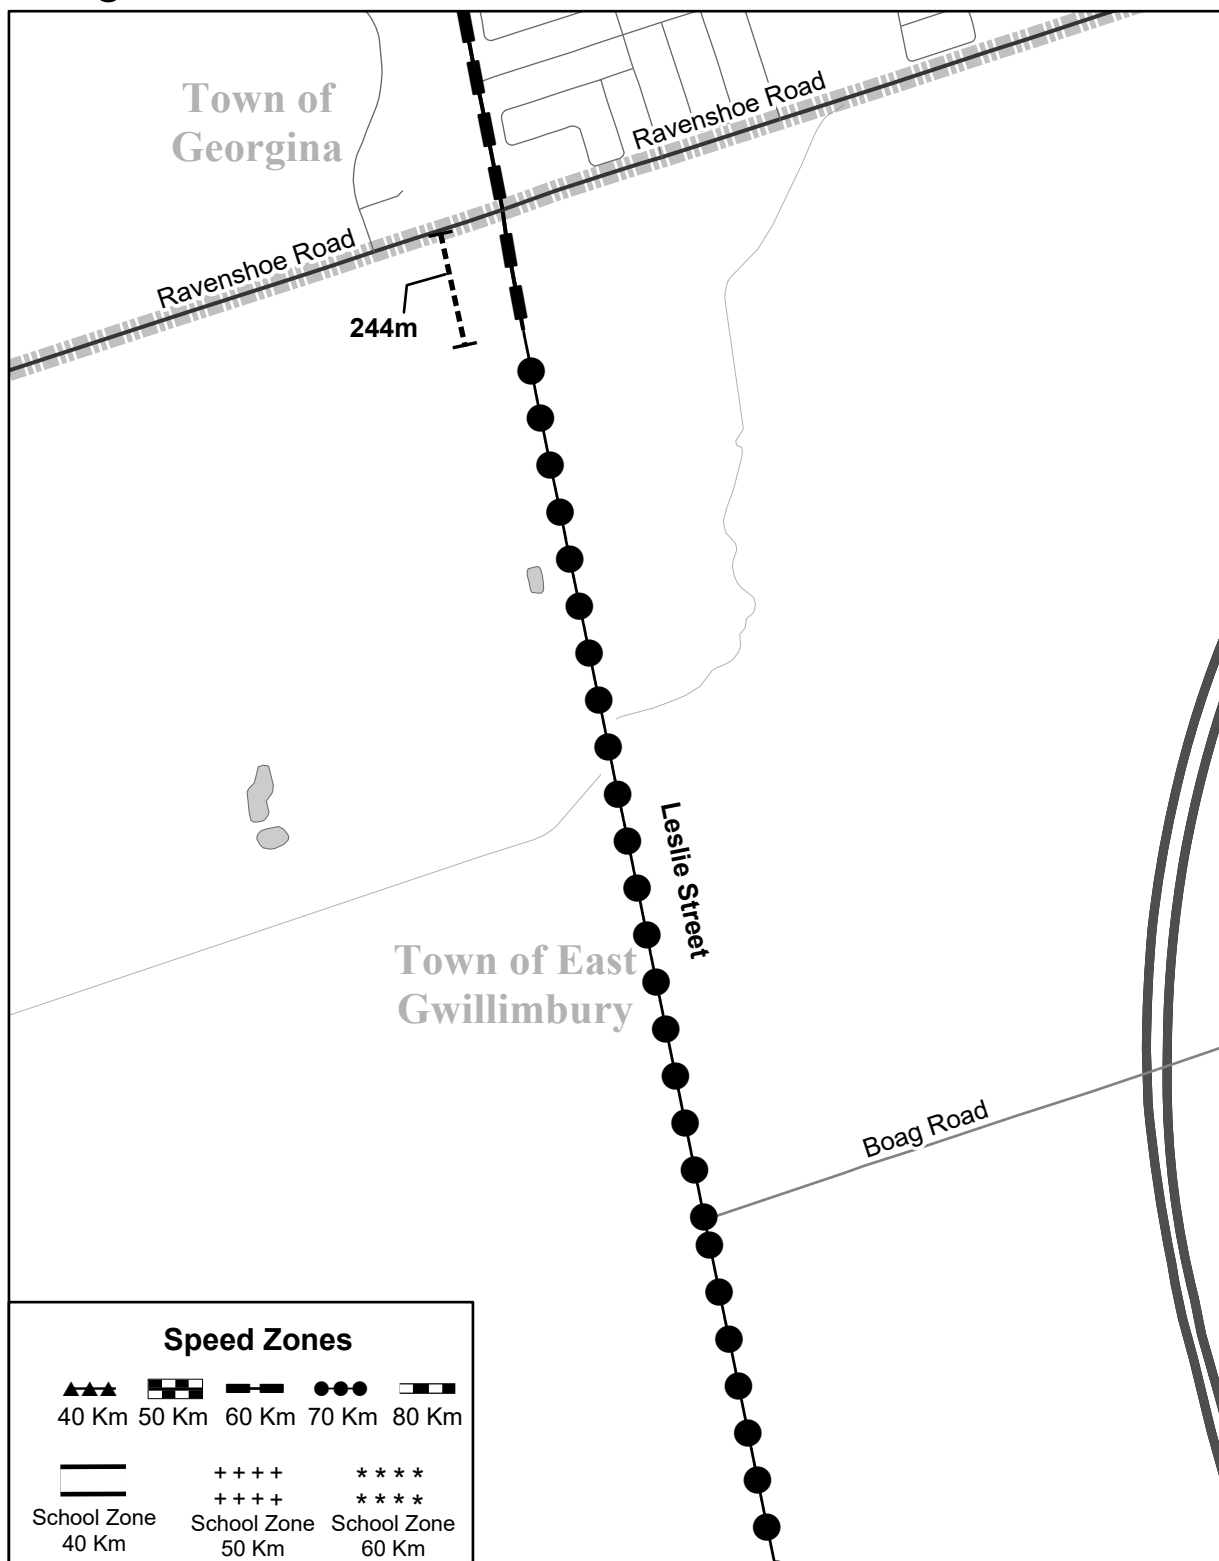 Town of
Georgina
Ravenshoe Road
Ravenshoe Road
244m
Leslie Street
Town of East
Gwillimbury
Boag Road
Speed Zones
40 Km
50 Km
60 Km
70 Km
80 Km
School Zone
40 Km
School Zone
50 Km
School Zone
60 Km